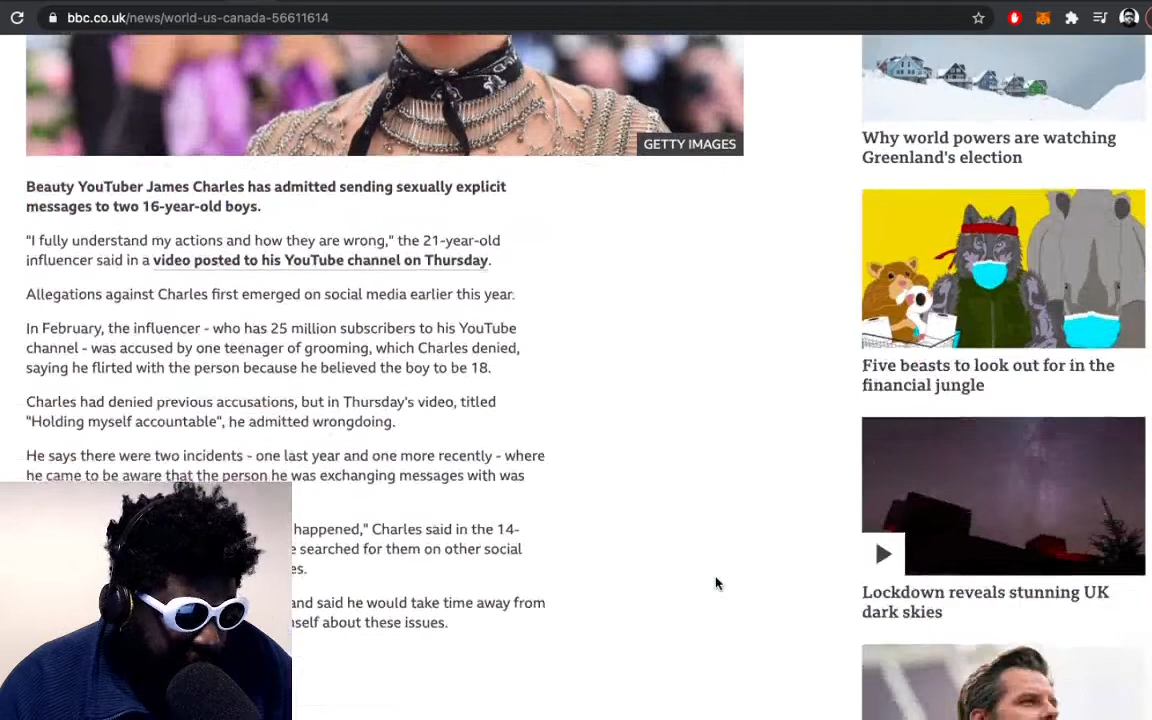 bbc.co.uk/news/world-us-canada-56611614
GETTY IMAGES
Beauty YouTuber James Charles has admitted sending sexually explicit
messages to two 16-year-old boys.
"I fully understand my actions and how they are wrong," the 21-year-old
influencer said in a video posted to his YouTube channel on Thursday.
Allegations against Charles first emerged on social media earlier this year.
In February, the influencer - who has 25 million subscribers to his YouTube
channel - was accused by one teenager of grooming, which Charles denied,
saying he flirted with the person because he believed the boy to be 18.
Charles had denied previous accusations, but in Thursday's video, titled
"Holding myself accountable", he admitted wrongdoing.
He says there were two incidents - one last year and one more recently - where
he came to be aware that the person he was exchanging messages with was
happened," Charles said in the 14-
searched for them on other social
es.
and said he would take time away from
self about these issues.
Why world powers are watching
Greenland's election
Five beasts to look out for in the
financial jungle
Lockdown reveals stunning UK
dark skies